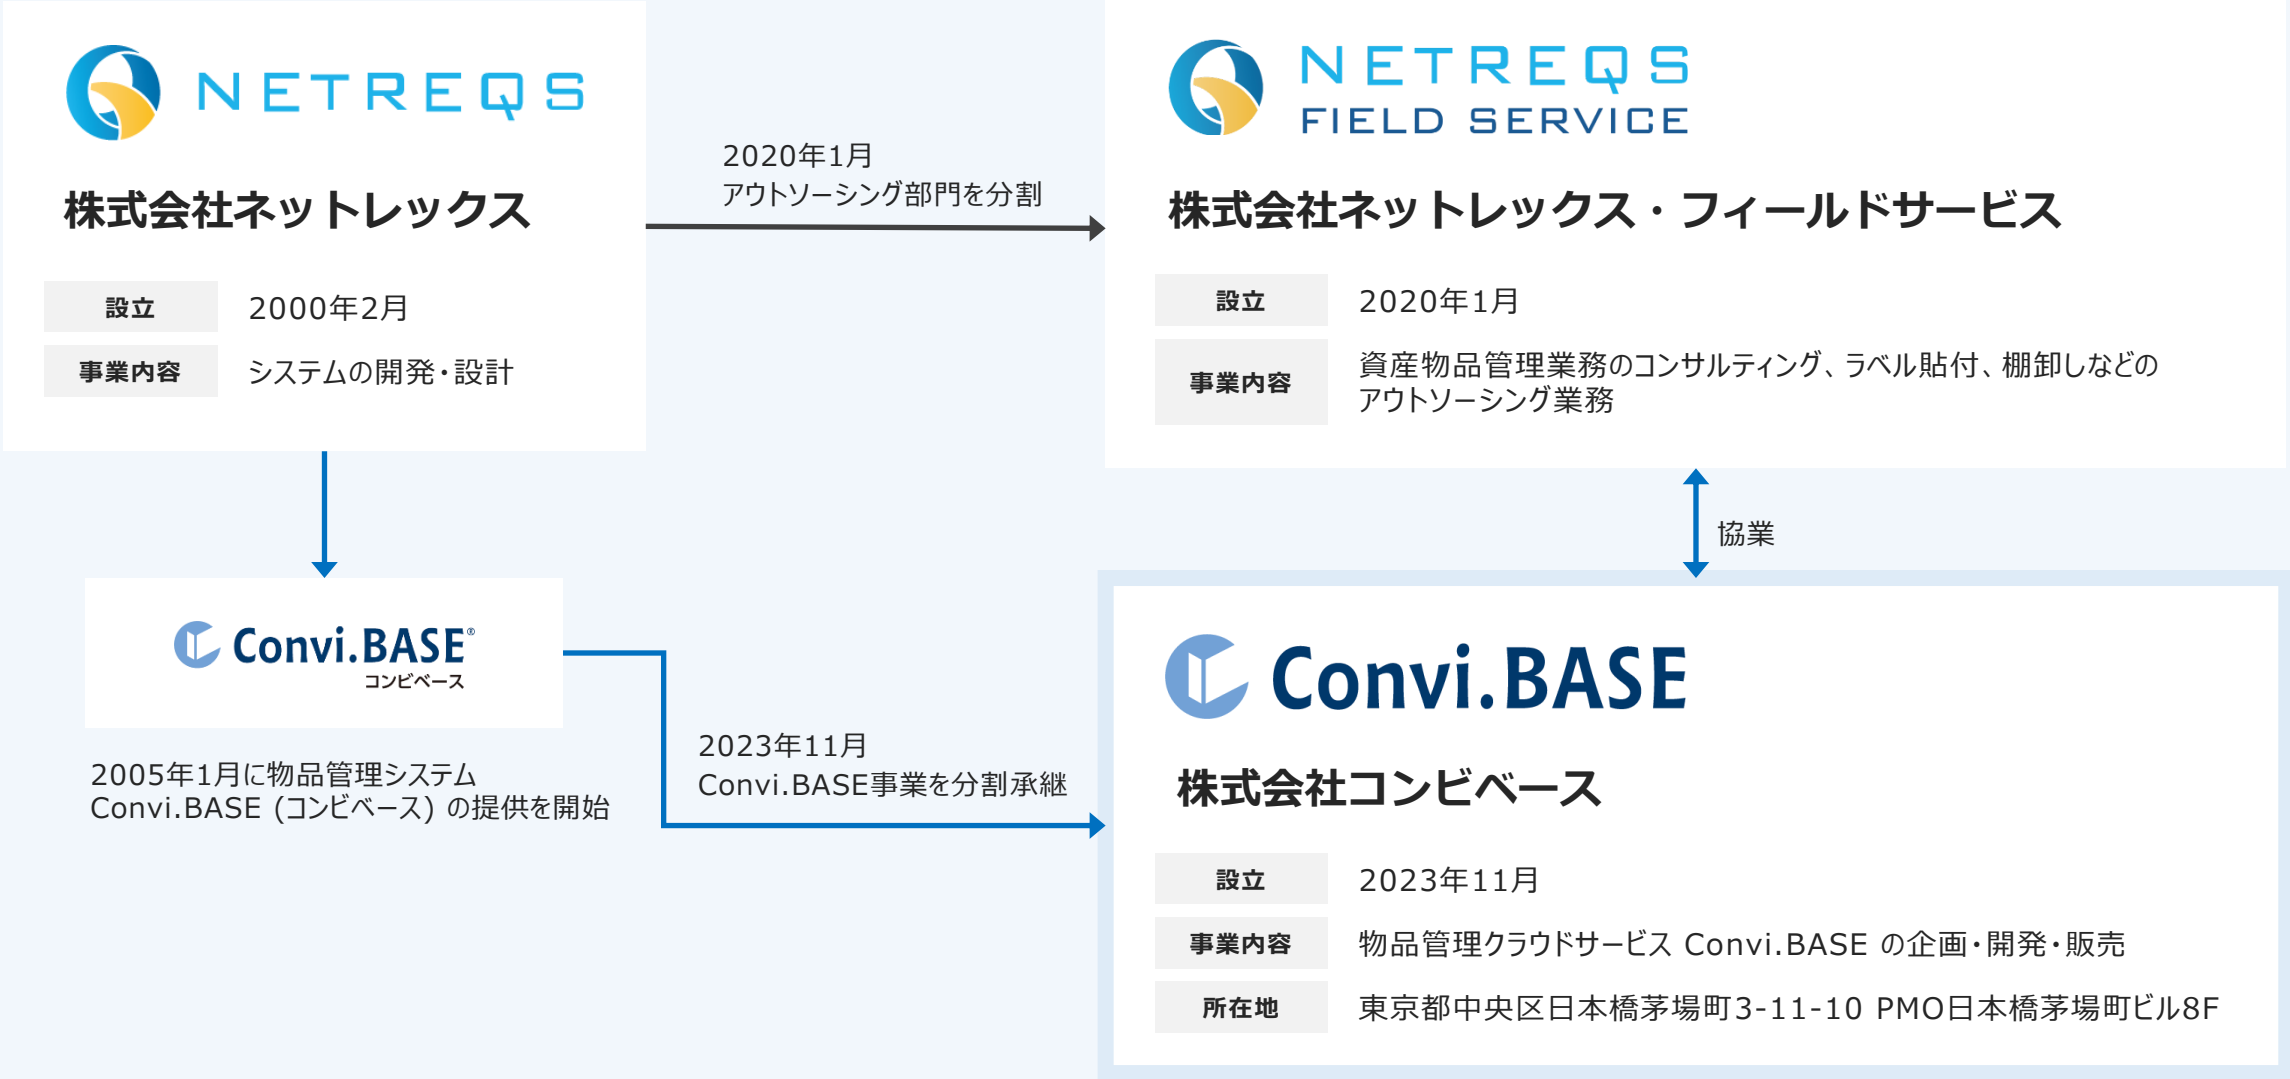 NETREQS
株式会社ネットレックス
設立 2000年2月
事業内容 システムの開発・設計
2020年1月
アウトソーシング部門を分割
NETREQS
FIELD SERVICE
株式会社ネットレックス・フィールドサービス
設立 2020年1月
事業内容 資産物品管理業務のコンサルティング、ラベル貼付、棚卸しなどの
アウトソーシング業務
協業
Convi.BASE®
コンビベース
2005年1月に物品管理システム
Convi.BASE (コンビベース) の提供を開始
2023年11月
Convi.BASE事業を分割承継
Convi.BASE
株式会社コンビベース
設立 2023年11月
事業内容 物品管理クラウドサービス Convi.BASE の企画・開発・販売
所在地 東京都中央区日本橋茅場町3-11-10 PMO日本橋茅場町ビル8F